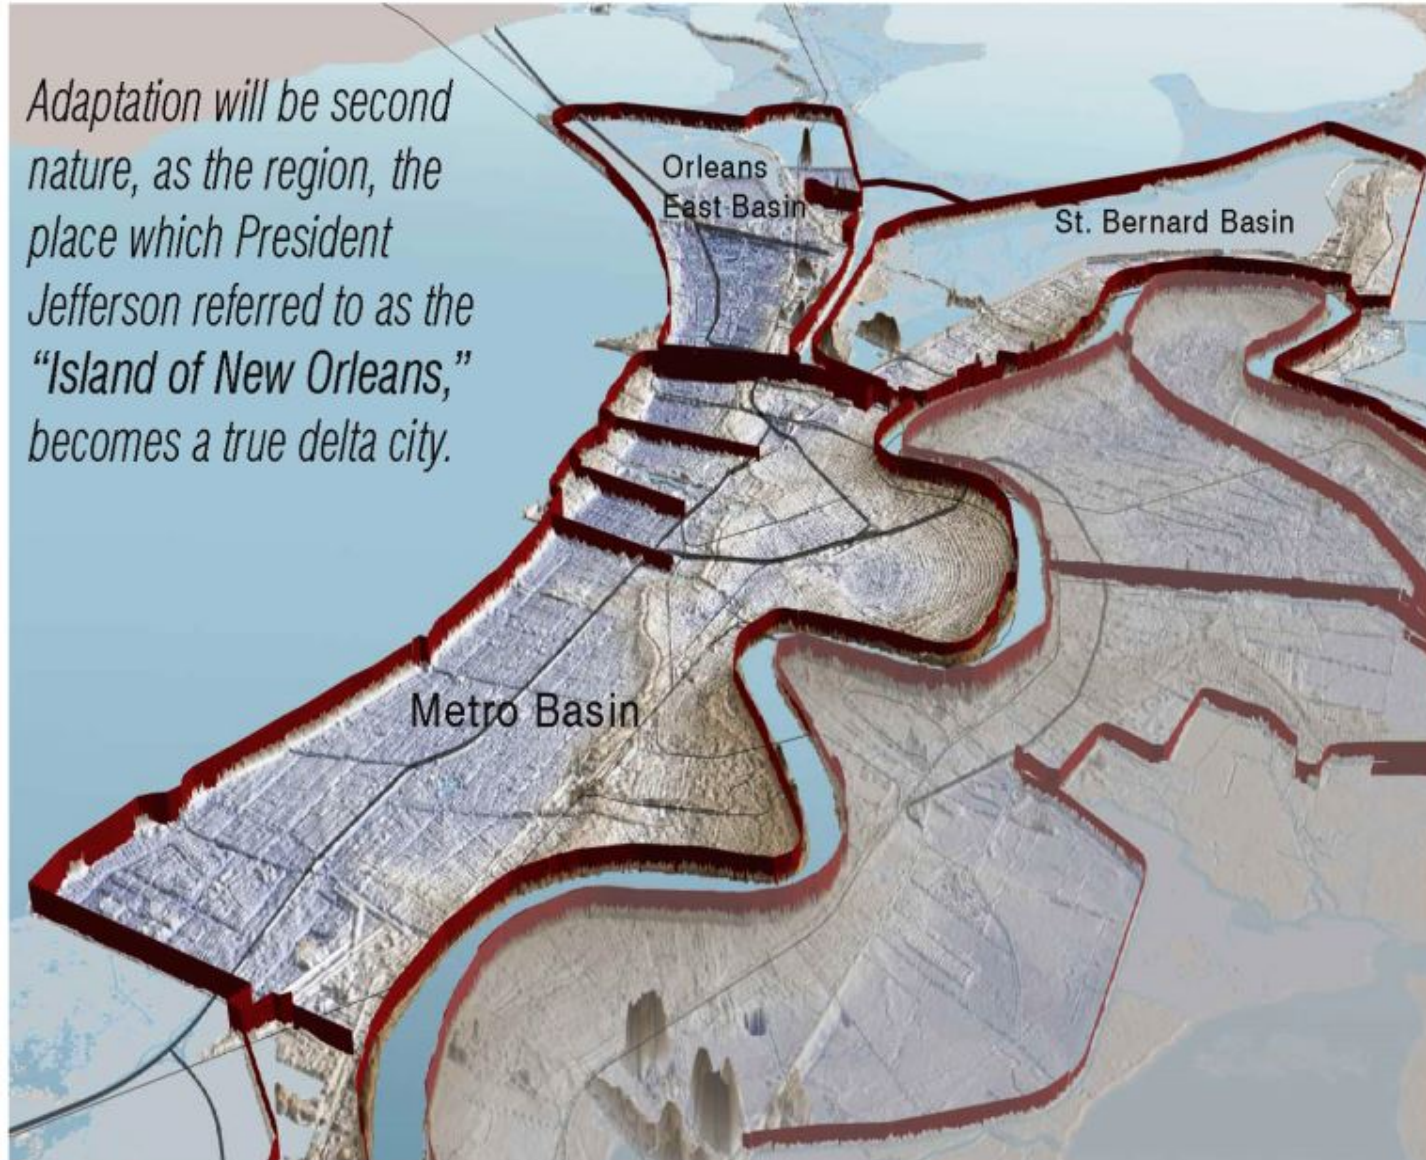 Adaptation will be second
nature, as the region, the
place which President
Jefferson referred to as the
“Island of New Orleans,”
becomes a true delta city.
Orleans
East Basin
St. Bernard Basin
Metro Basin